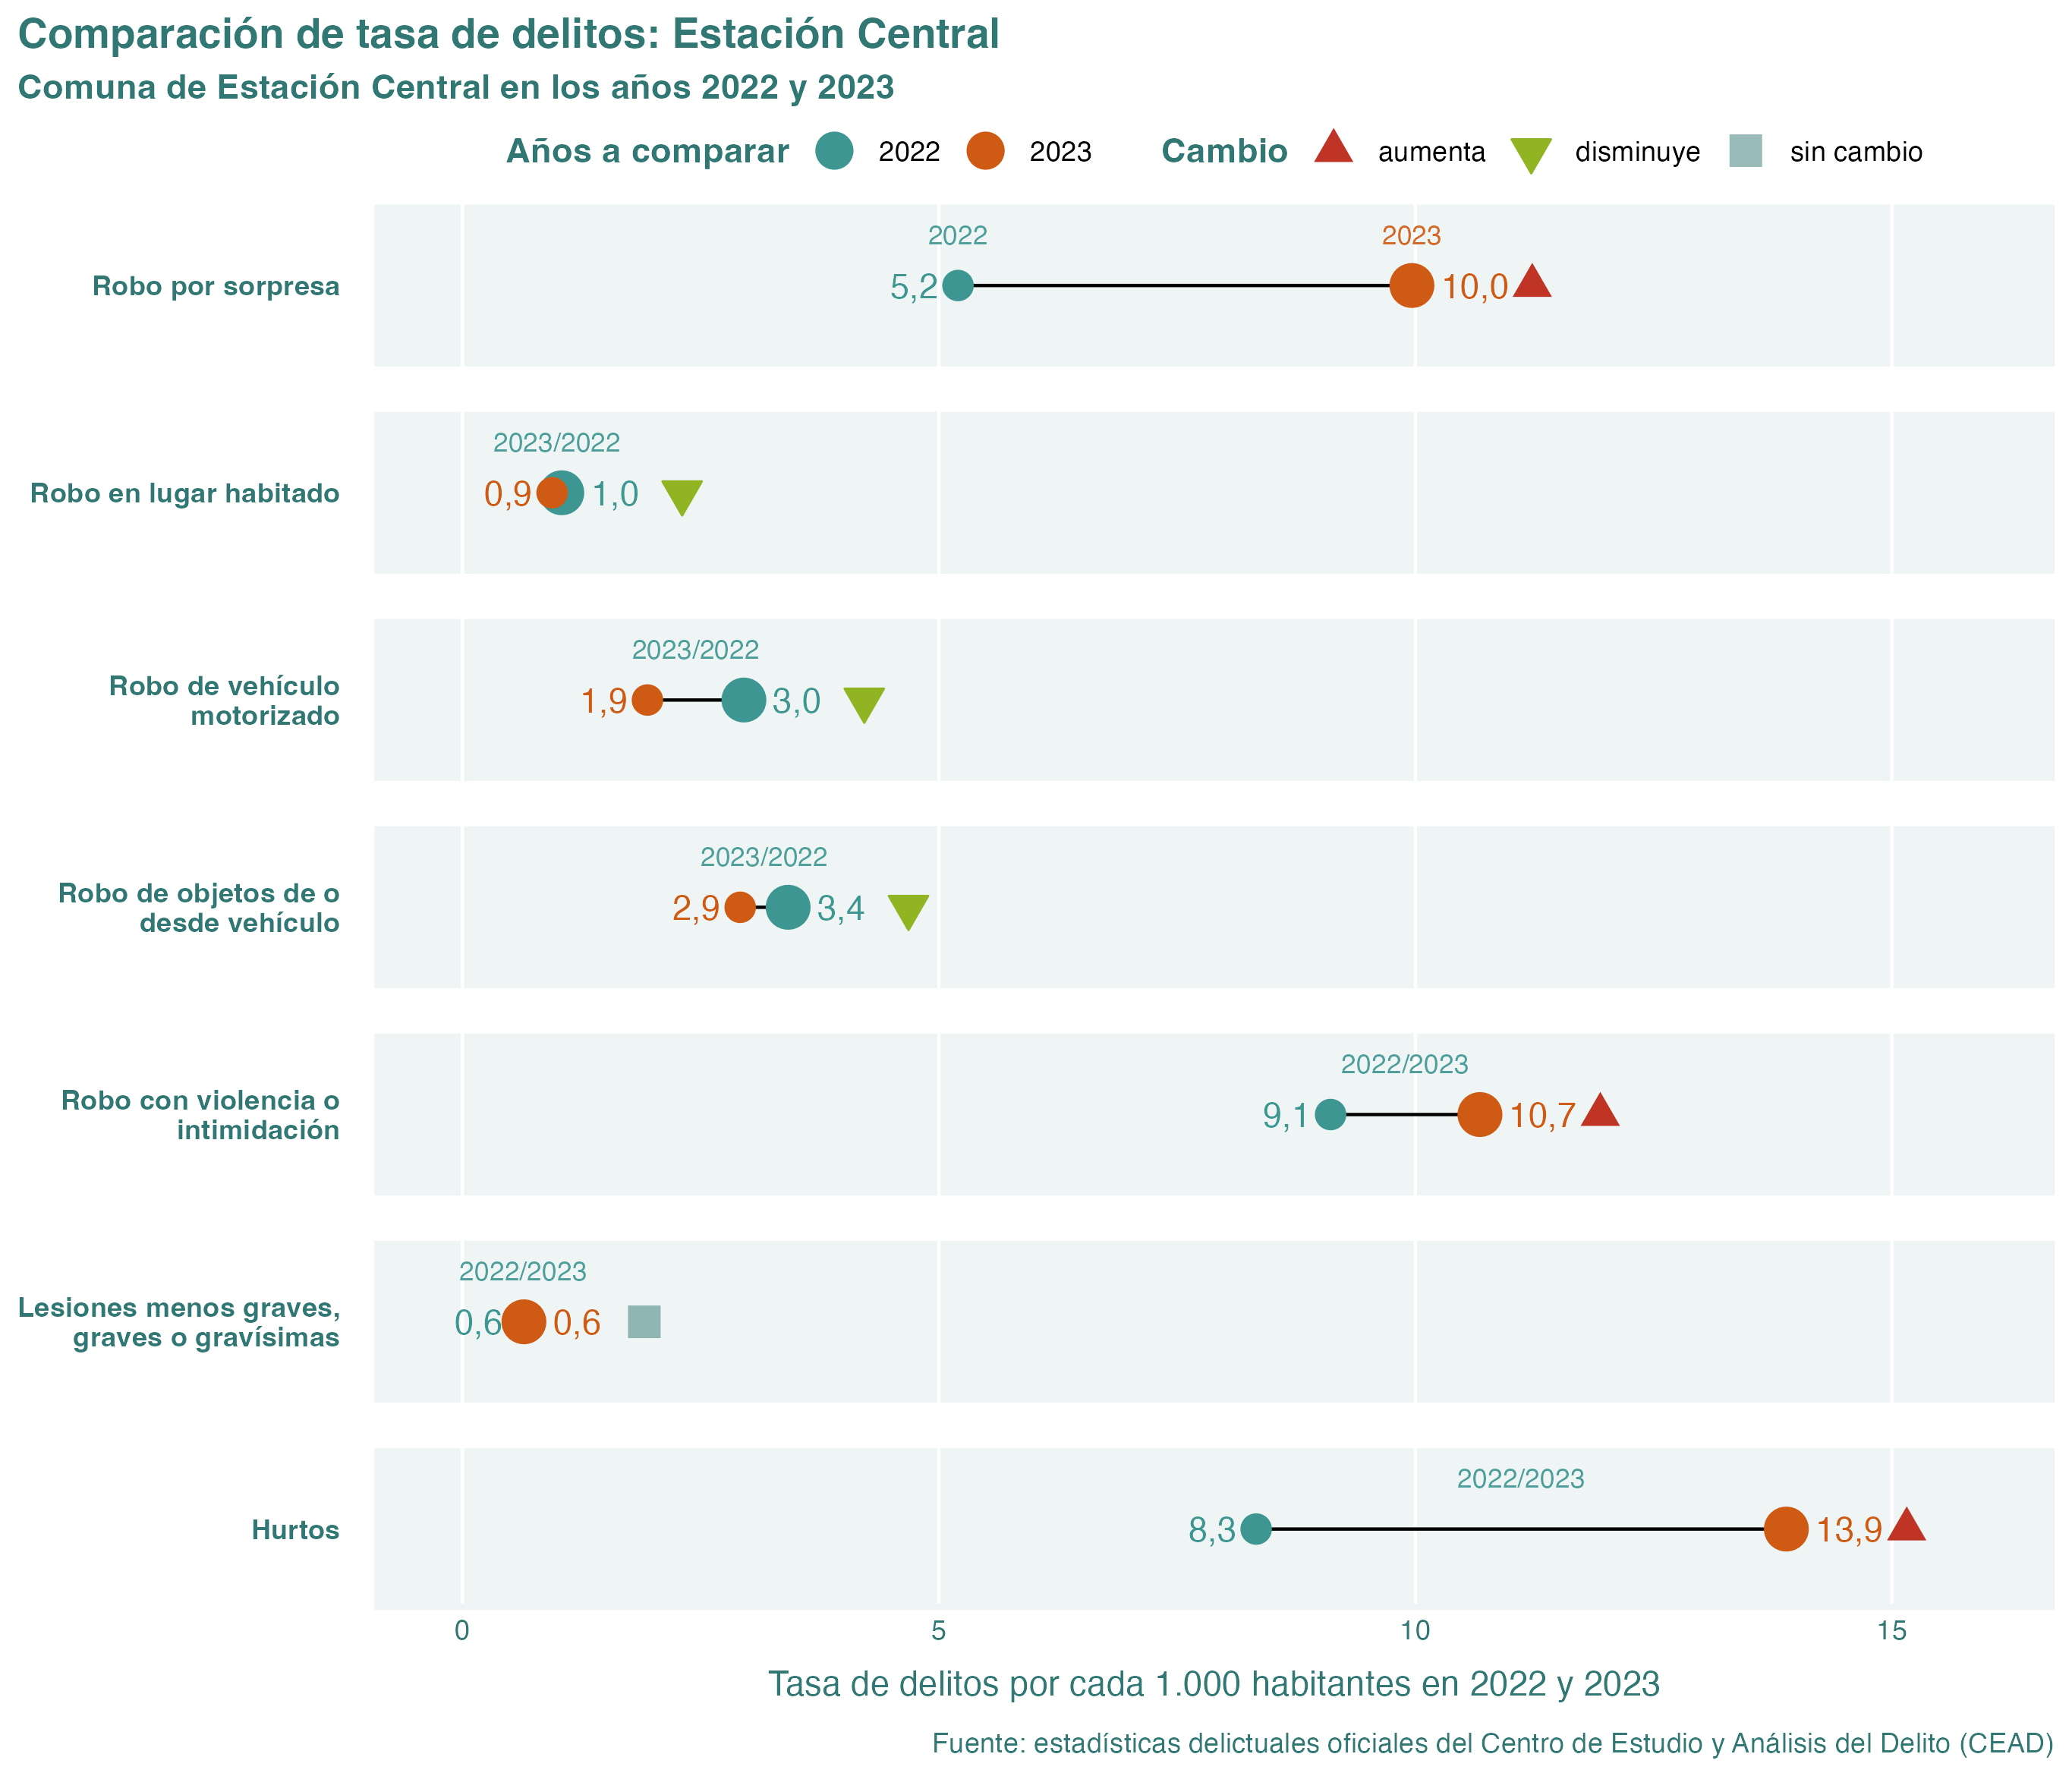 Comparación de tasa de delitos: Estación Central
Comuna de Estación Central en los años 2022 y 2023
Años a comparar 2022 2023 Cambio aumenta disminuye sin cambio
2022 2023
Robo por sorpresa 5,2 10,0
2023/2022
Robo en lugar habitado 0,9 1,0
2023/2022
Robo de vehículo
motorizado
1,9 3,0
2023/2022
Robo de objetos de o
desde vehículo
2,9 3,4
2022/2023
Robo con violencia o
intimidación
9,1 10,7
2022/2023
Lesiones menos graves,
graves o gravísimas
0,6 0,6
2022/2023
Hurtos 8,3 13,9
0 5 10 15
Tasa de delitos por cada 1.000 habitantes en 2022 y 2023
Fuente: estadísticas delictuales oficiales del Centro de Estudio y Análisis del Delito (CEAD)